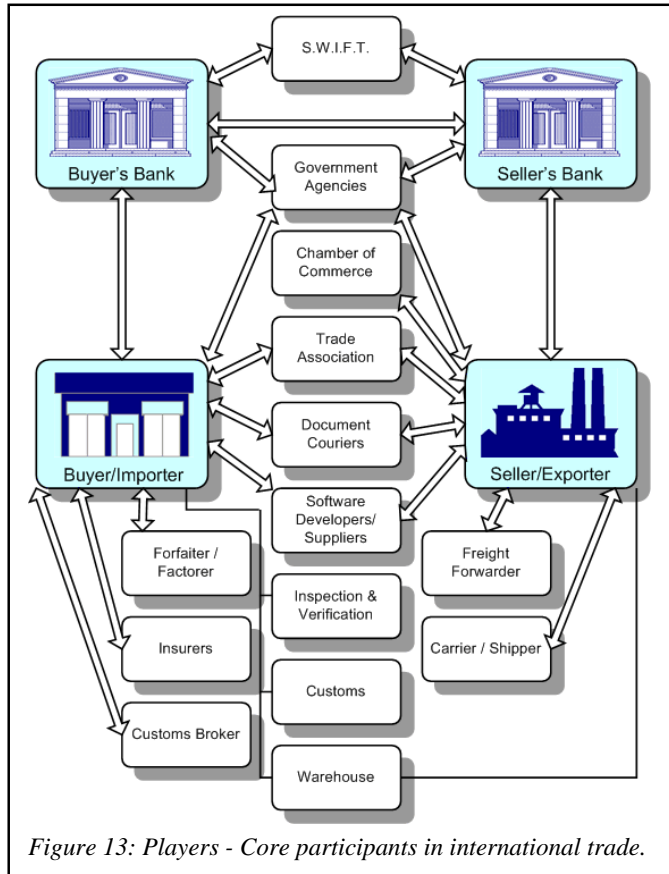 S.W.I.F.T.
Buyer's Bank
Seller's Bank
Government
Agencies
Chamber of
Commerce
Trade
Association
Document
Couriers
Buyer/Importer
Seller/Exporter
Software
Developers/
Suppliers
Forfaiter /
Factorer
Freight
Forwarder
Inspection &
Verification
Insurers
Carrier / Shipper
Customs
Customs Broker
Warehouse
Figure 13: Players - Core participants in international trade.